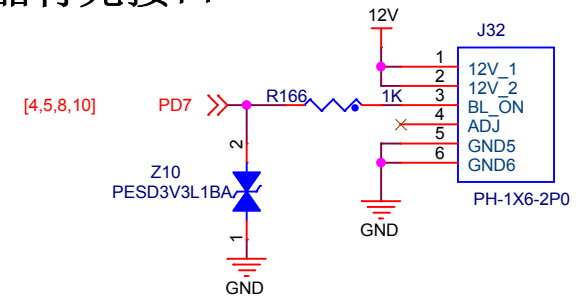 12V
J32
1
12V_1
2
12V_2
[4,5,8,10]
PD7
R166
1K
3
BL_ON
4
ADJ
5
GND5
6
GND6
2
Z10
PESD3V3L1BA
PH-1X6-2P0
GND
1
GND